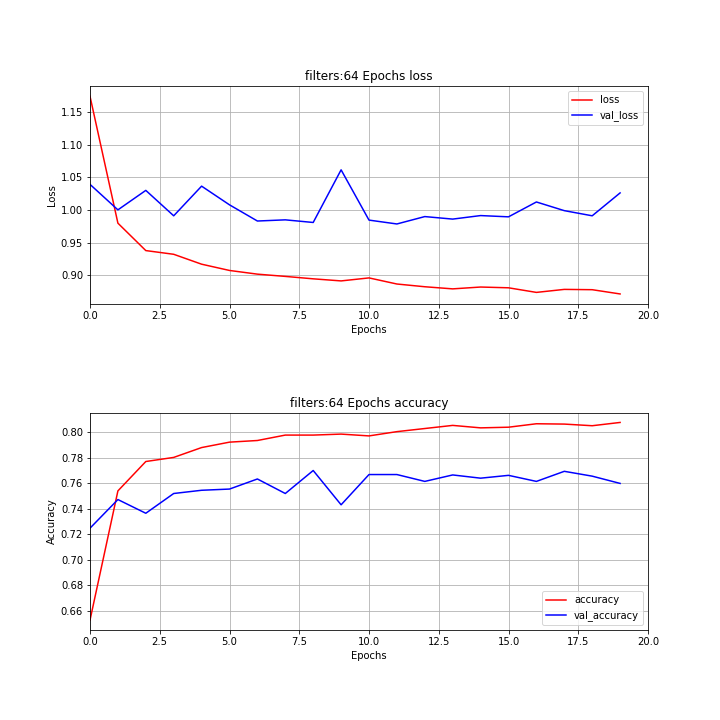 filters:64 Epochs loss
loss
val_loss
1.15
1.10
1.05
1.00
0.95
0.90
Loss
0.0 2.5 5.0 7.5 10.0 12.5 15.0 17.5 20.0
Epochs
filters:64 Epochs accuracy
0.80
0.78
0.76
0.74
0.72
0.70
0.68
0.66
Accuracy
accuracy
val_accuracy
0.0 2.5 5.0 7.5 10.0 12.5 15.0 17.5 20.0
Epochs